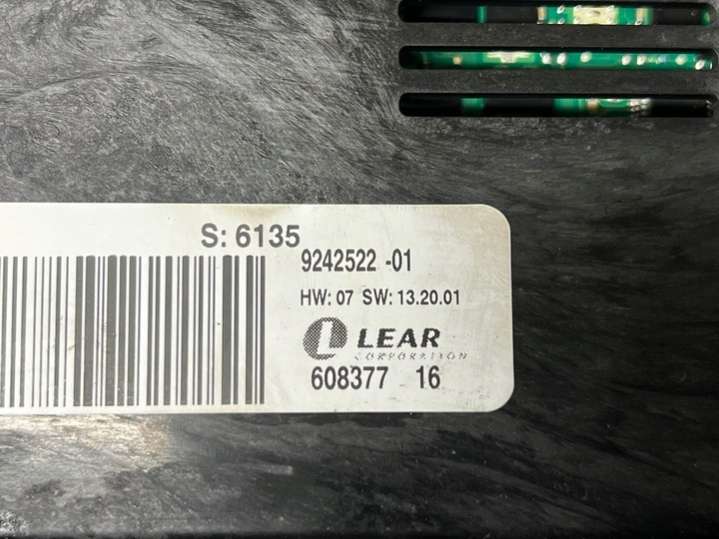 S: 6135
9242522 -01
HW: 07 SW: 13.20.01
LEAR
CORPORATION
608377 16